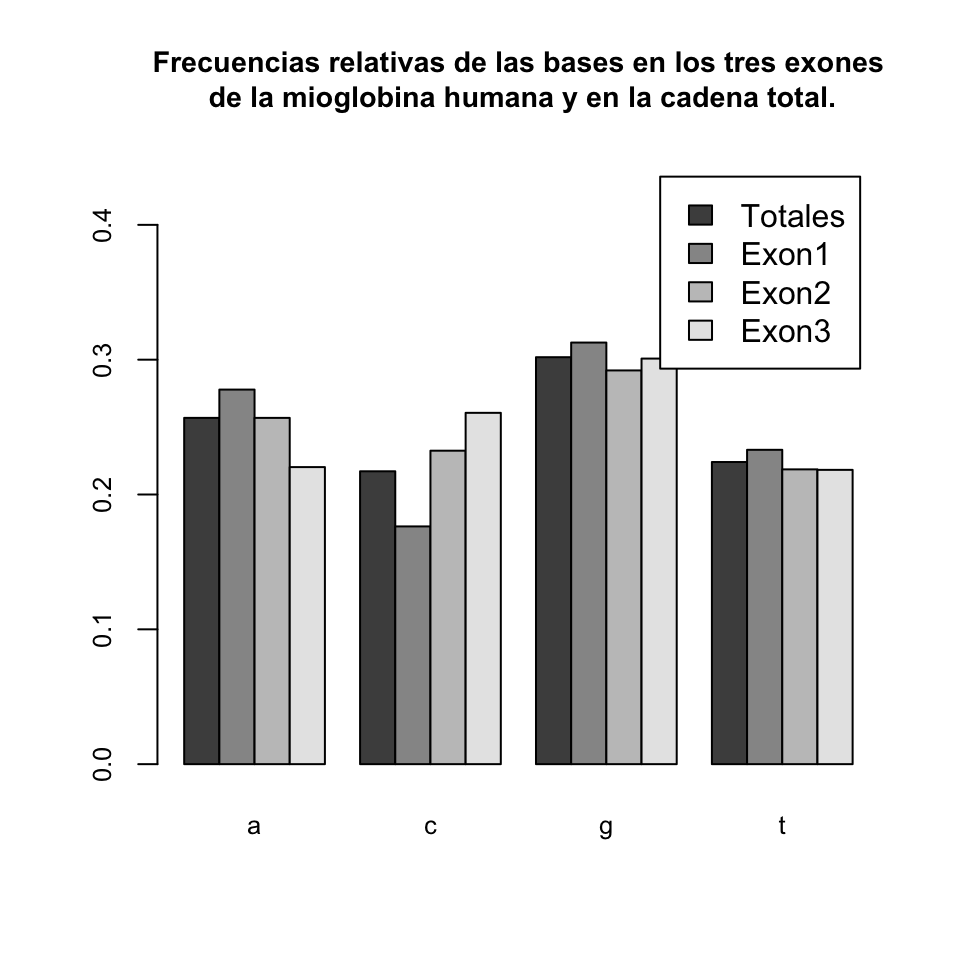 Frecuencias relativas de las bases en los tres exones
de la mioglobina humana y en la cadena total.
Totales
Exon1
Exon2
Exon3
0.4
0.3
0.2
0.1
0.0
a c g t